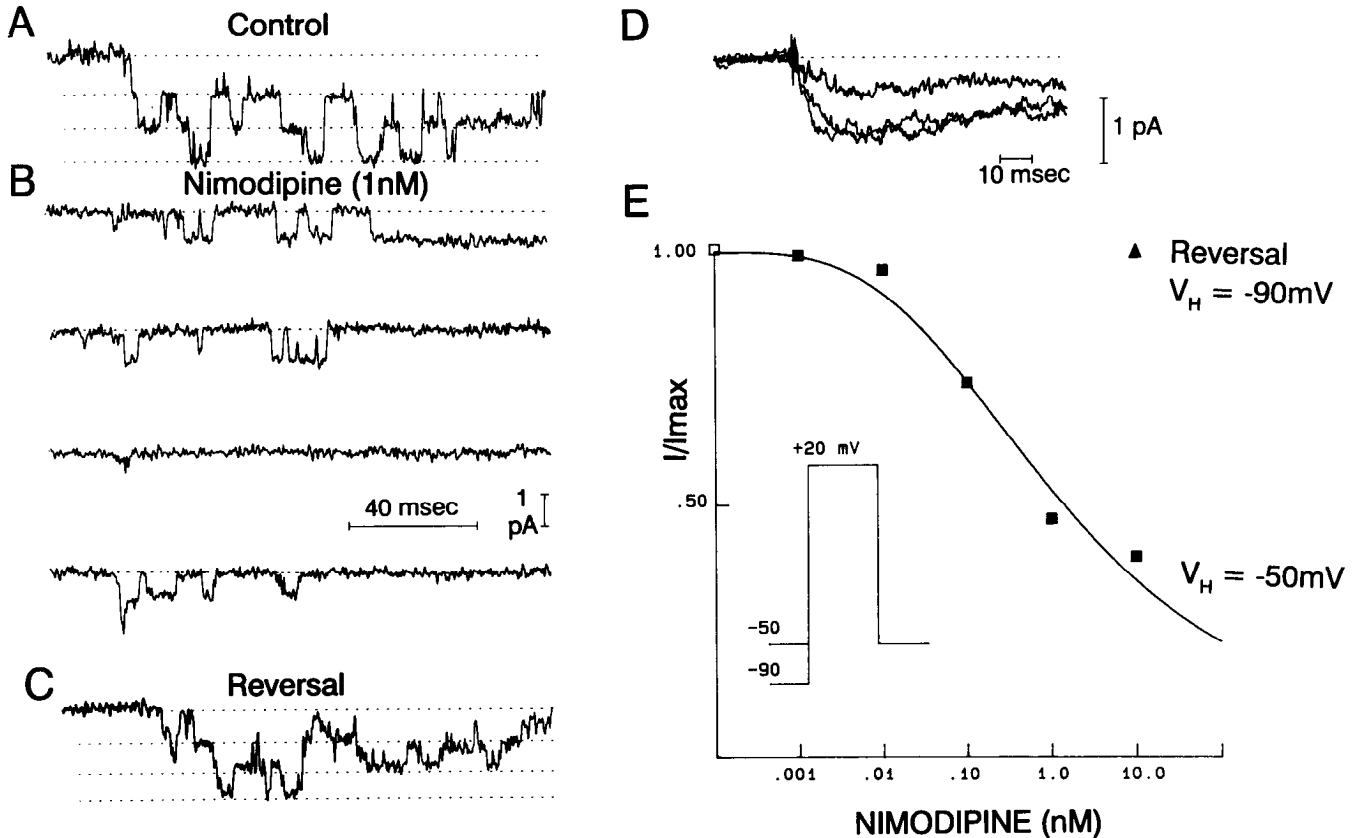 A
Control
B
Nimodipine (1nM)
40 msec
1
pA
C
Reversal
D
1 pA
10 msec
E
1.00
.50
I/Imax
+20 mV
-50
-90
▲ Reversal
V_H = -90mV
V_H = -50mV
.001 .01 .10 1.0 10.0
NIMODIPINE (nM)